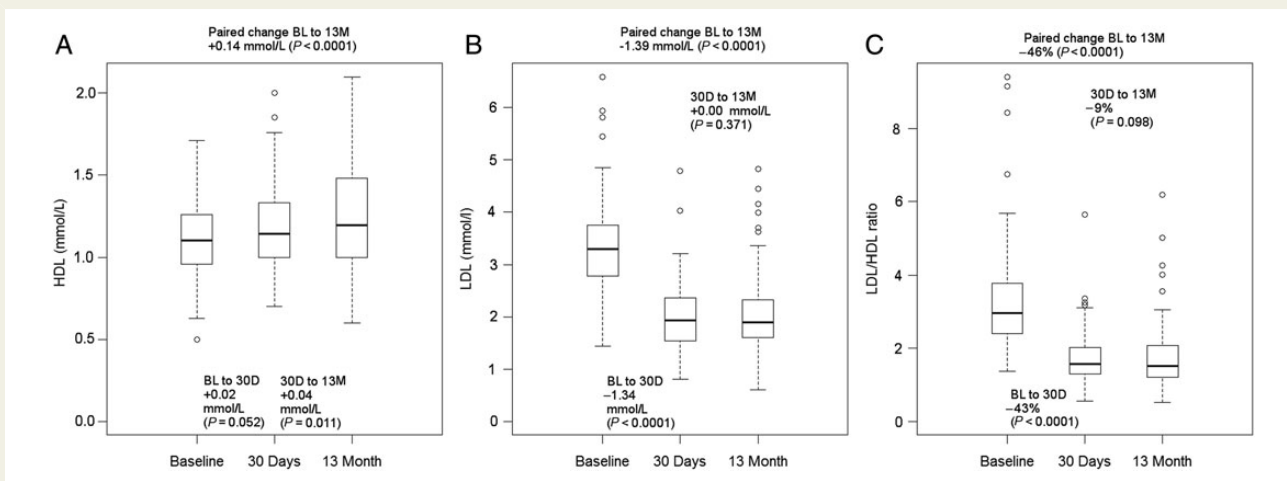 A
Paired change BL to 13M
+0.14 mmol/L (P < 0.0001)
HDL (mmol/L)
2.0
1.5
1.0
0.5
0.0
BL to 30D
+0.02
mmol/L
(P = 0.052)
30D to 13M
+0.04
mmol/L
(P = 0.011)
Baseline
30 Days
13 Month
B
Paired change BL to 13M
-1.39 mmol/L (P < 0.0001)
LDL (mmol/l)
6
5
4
3
2
1
0
30D to 13M
+0.00 mmol/L
(P = 0.371)
BL to 30D
–1.34
mmol/L
(P < 0.0001)
Baseline
30 Days
13 Month
C
Paired change BL to 13M
–46% (P < 0.0001)
LDL/HDL ratio
8
6
4
2
0
30D to 13M
–9%
(P = 0.098)
BL to 30D
–43%
(P < 0.0001)
Baseline
30 Days
13 Month